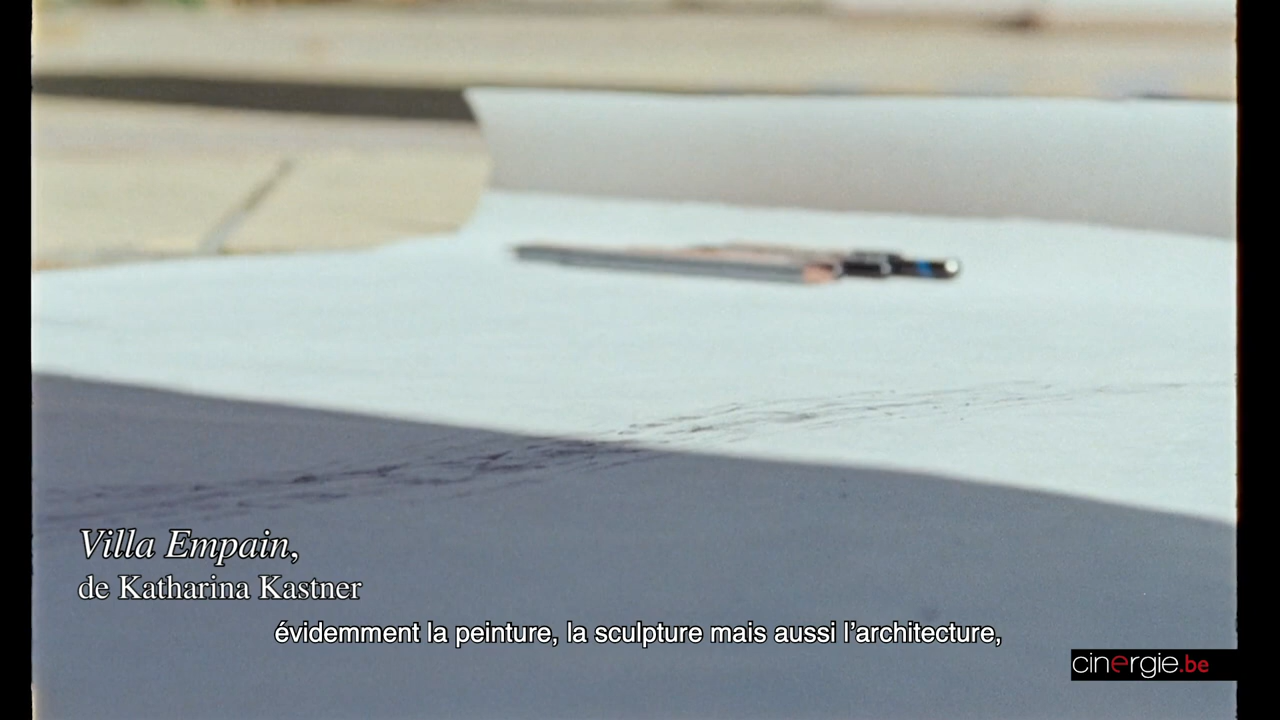 Villa Empain,
de Katharina Kastner
évidemment la peinture, la sculpture mais aussi l’architecture,
cinergie.be